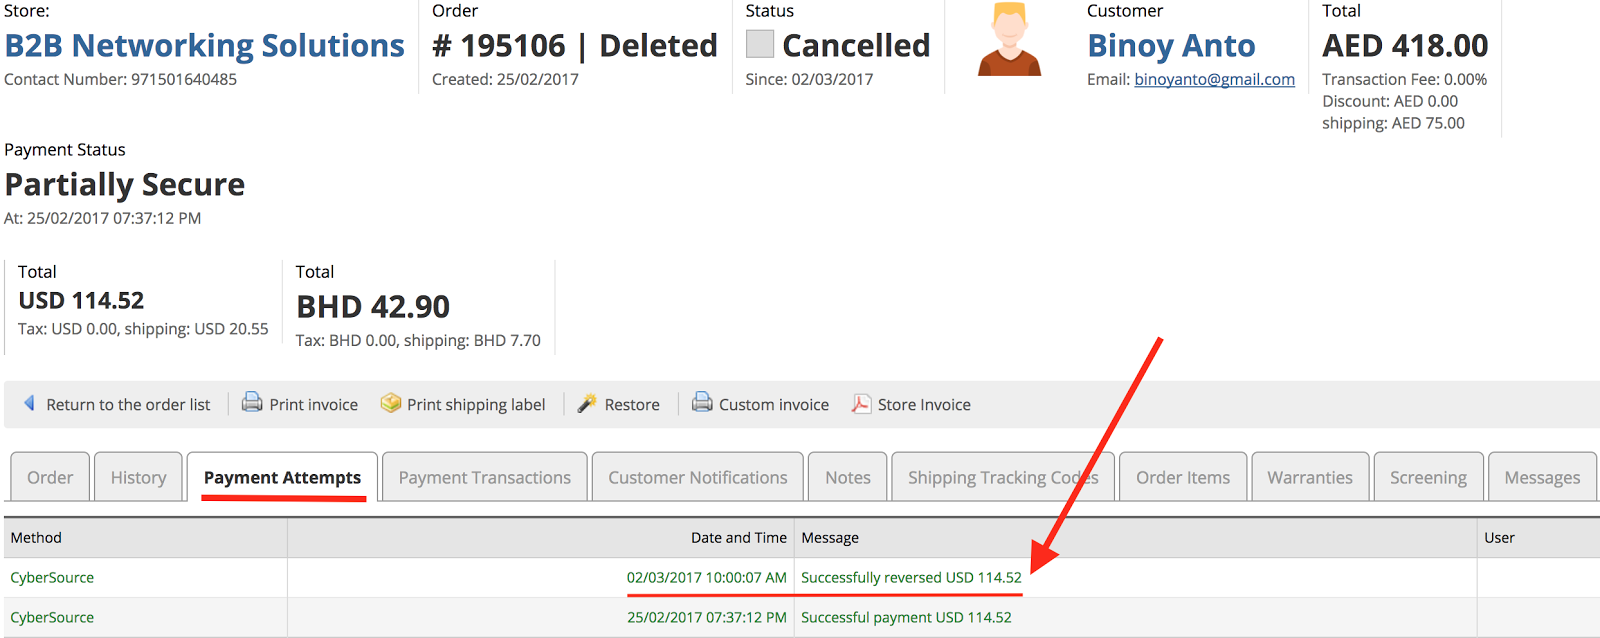 Store:
B2B Networking Solutions
Contact Number: 971501640485
Order
# 195106 | Deleted
Created: 25/02/2017
Status
Cancelled
Since: 02/03/2017
Customer
Binoy Anto
Email: binoyanto@gmail.com
Total
AED 418.00
Transaction Fee: 0.00%
Discount: AED 0.00
shipping: AED 75.00
Payment Status
Partially Secure
At: 25/02/2017 07:37:12 PM
Total
USD 114.52
Tax: USD 0.00, shipping: USD 20.55
Total
BHD 42.90
Tax: BHD 0.00, shipping: BHD 7.70
Return to the order list Print invoice Print shipping label Restore Custom invoice Store Invoice
Order History Payment Attempts Payment Transactions Customer Notifications Notes Shipping Tracking Codes Order Items Warranties Screening Messages
Method Date and Time Message User
CyberSource 02/03/2017 10:00:07 AM Successfully reversed USD 114.52
CyberSource 25/02/2017 07:37:12 PM Successful payment USD 114.52